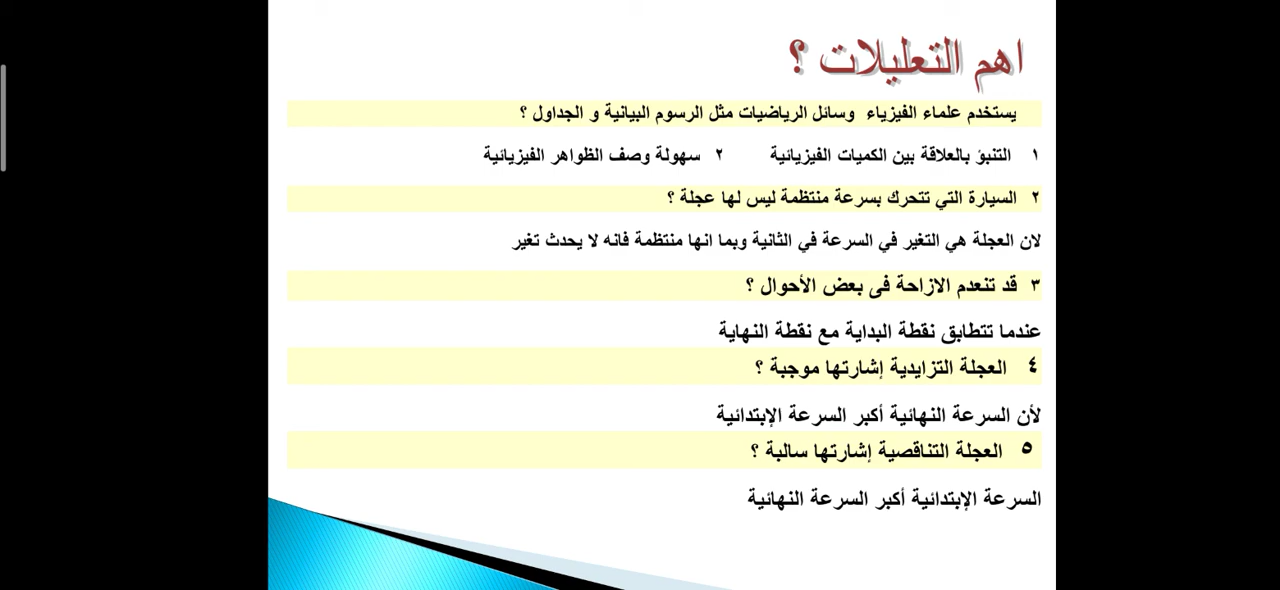 اهم التعليلات ؟
يستخدم علماء الفيزياء وسائل الرياضيات مثل الرسوم البيانية و الجداول ؟
١ التنبؤ بالعلاقة بين الكميات الفيزيائية ٢ سهولة وصف الظواهر الفيزيائية
٢ السيارة التي تتحرك بسرعة منتظمة ليس لها عجلة ؟
لان العجلة هي التغير في السرعة في الثانية وبما انها منتظمة فانه لا يحدث تغير
٣ قد تنعدم الازاحة فى بعض الأحوال ؟
عندما تتطابق نقطة البداية مع نقطة النهاية
٤ العجلة التزايدية إشارتها موجبة ؟
لأن السرعة النهائية أكبر السرعة الإبتدائية
٥ العجلة التناقصية إشارتها سالبة ؟
السرعة الإبتدائية أكبر السرعة النهائية